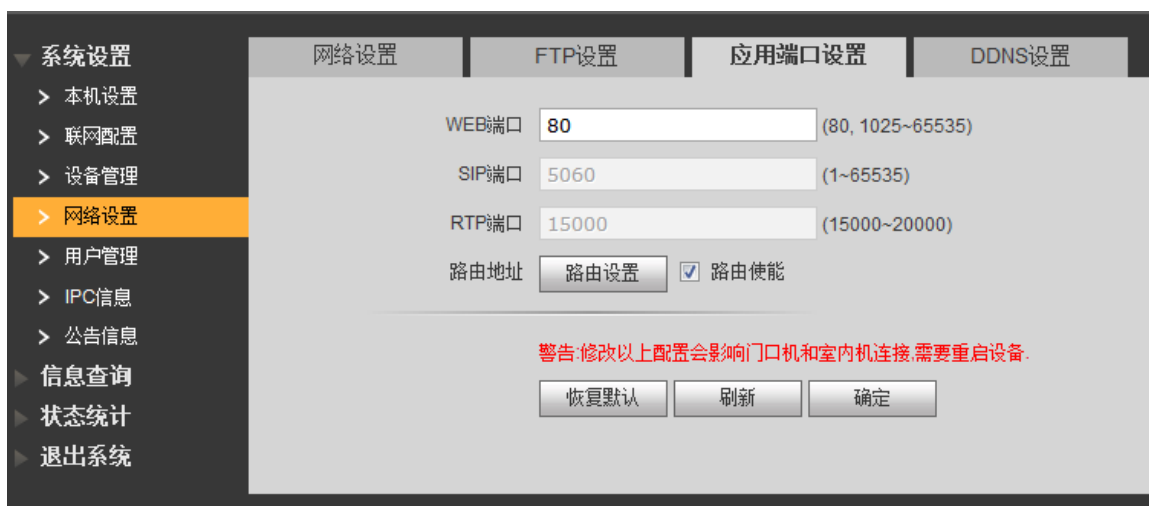 系统设置
本机设置
联网配置
设备管理
网络设置
用户管理
IPC信息
公告信息
信息查询
状态统计
退出系统
网络设置 FTP设置 应用端口设置 DDNS设置
WEB端口 80 (80, 1025~65535)
SIP端口 5060 (1~65535)
RTP端口 15000 (15000~20000)
路由地址 路由设置 路由使能
警告:修改以上配置会影响门口机和室内机连接,需要重启设备.
恢复默认 刷新 确定